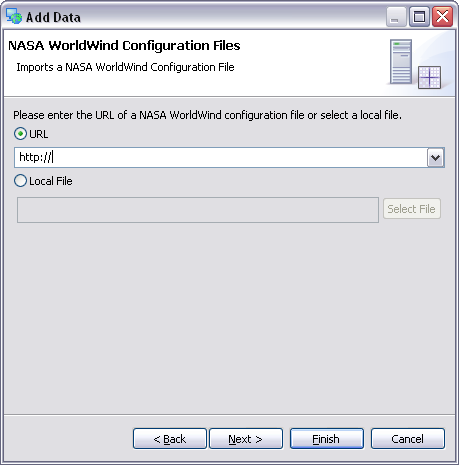 Add Data
NASA WorldWind Configuration Files
Imports a NASA WorldWind Configuration File
Please enter the URL of a NASA WorldWind configuration file or select a local file.
URL
http://
Local File
Select File
< Back Next > Finish Cancel